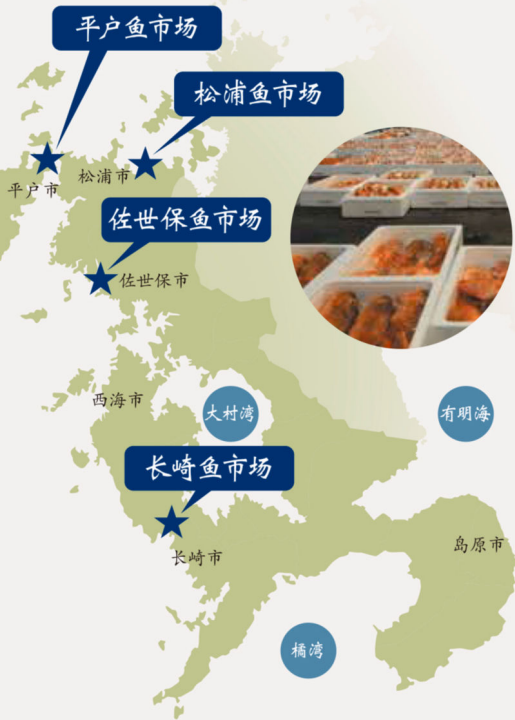 平户鱼市场
松浦鱼市场
平户市
松浦市
佐世保鱼市场
佐世保市
西海市
大村湾
有明海
长崎鱼市场
长崎市
岛原市
橘湾